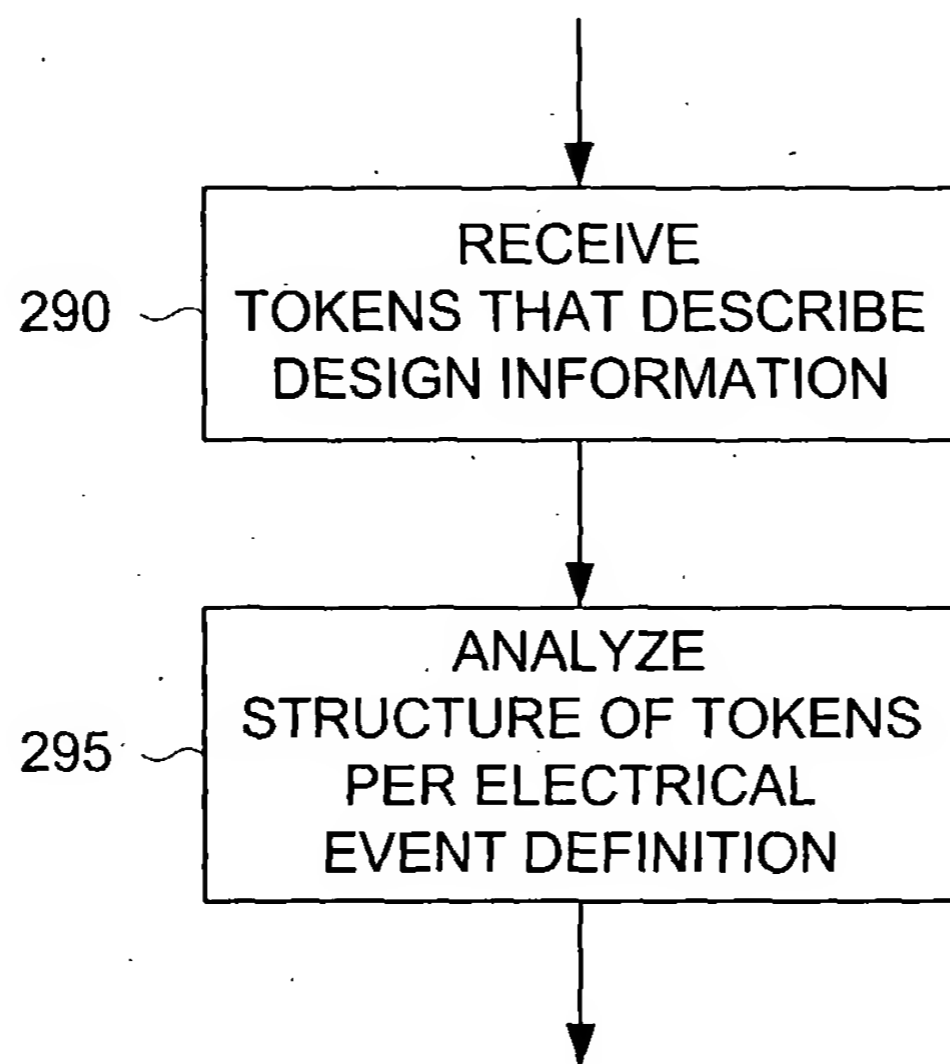 RECEIVE
290 TOKENS THAT DESCRIBE
DESIGN INFORMATION
ANALYZE
STRUCTURE OF TOKENS
295 PER ELECTRICAL
EVENT DEFINITION